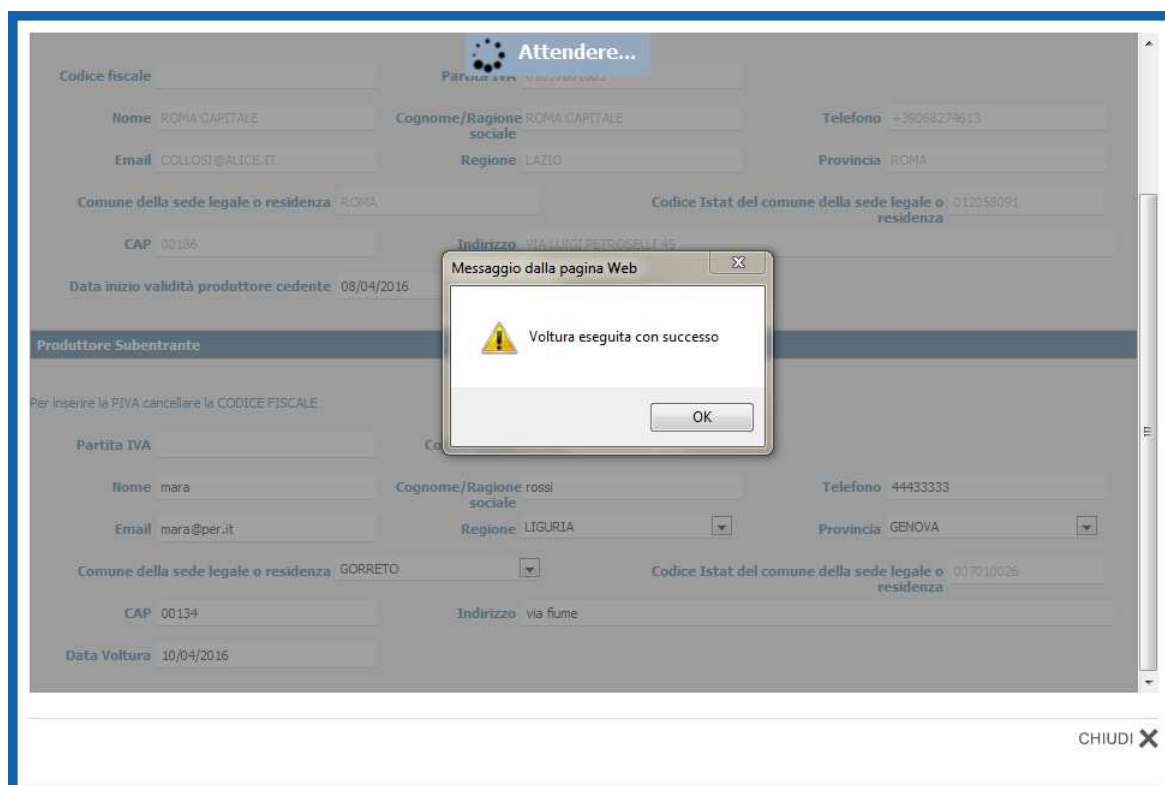 Attendere...
Codice fiscale Partita IVA
Nome ROMA CAPITALE Cognome/Ragione sociale ROMA CAPITALE Telefono +39068274613
Email COLLOSI@ALICE.IT Regione LAZIO Provincia ROMA
Comune della sede legale o residenza ROMA Codice Istat del comune della sede legale o residenza 012058091
CAP 00186 Indirizzo VIA LUIGI PETROSELLI 45
Data inizio validità produttore cedente 08/04/2016
Messaggio dalla pagina Web
Voltura eseguita con successo
OK
Produttore Subentrante
Per inserire la PIVA cancellare la CODICE FISCALE
Partita IVA Co
Nome mara Cognome/Ragione sociale rossi Telefono 44433333
Email mara@per.it Regione LIGURIA Provincia GENOVA
Comune della sede legale o residenza GORRETO Codice Istat del comune della sede legale o residenza 007010026
CAP 00134 Indirizzo via fiume
Data Voltura 10/04/2016
CHIUDI